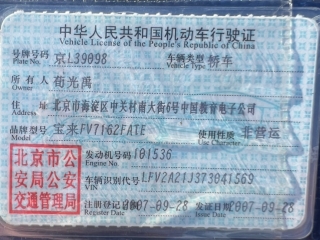 中华人民共和国机动车行驶证
Vehicle License of the People's Republic of China
号牌号码 京L39098 车辆类型 轿车
Plate No. Vehicle Type
所有人 荀光禹
Owner
住址 北京市海淀区中关村南大街6号中国教育电子公司
Address
品牌型号 宝来FV7162FATE 使用性质 非营运
Model Use Character
北京市公安局公安交通管理局
发动机号码 101536
Engine No.
车辆识别代号 LFV2A21J373041569
VIN
注册登记日期 2007-09-28 发证日期 2007-09-28
Register Date Issue Date